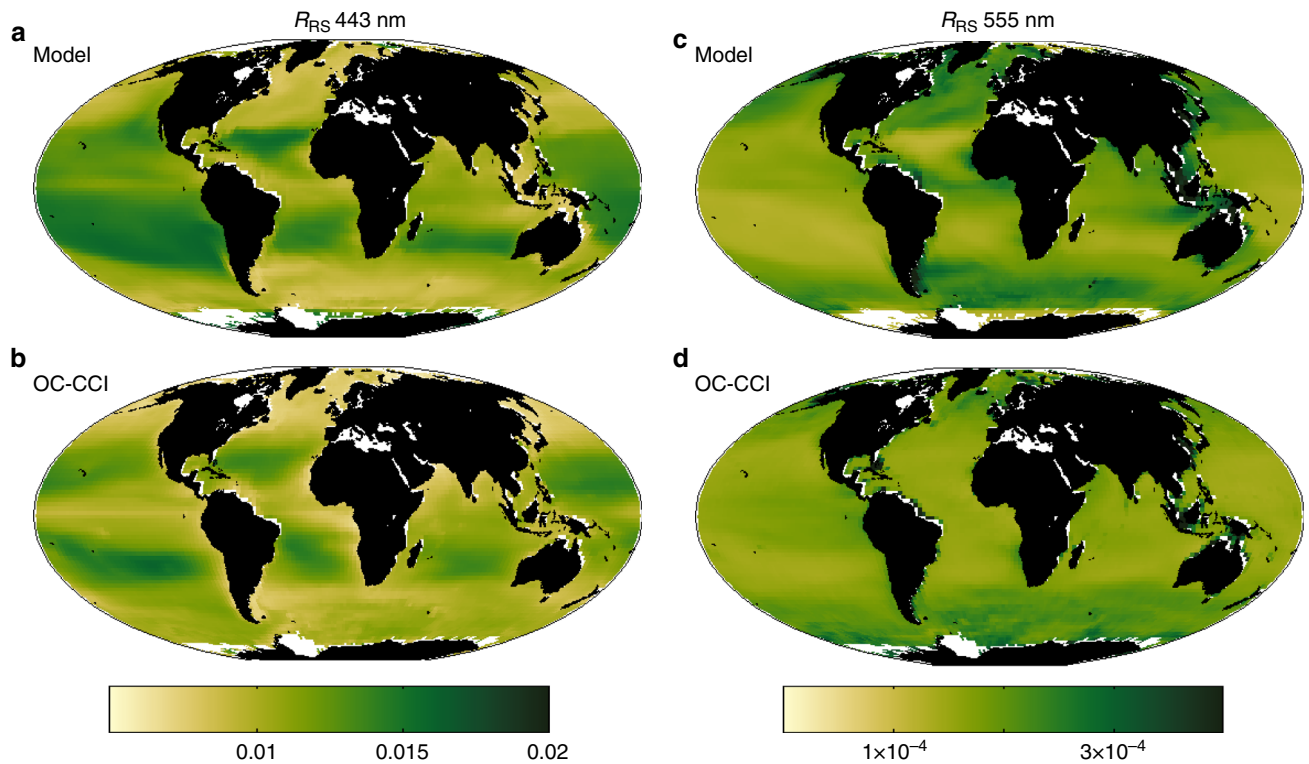 a
R_RS 443 nm
Model
b
OC-CCI
0.01 0.015 0.02
c
R_RS 555 nm
Model
d
OC-CCI
1×10⁻⁴ 3×10⁻⁴